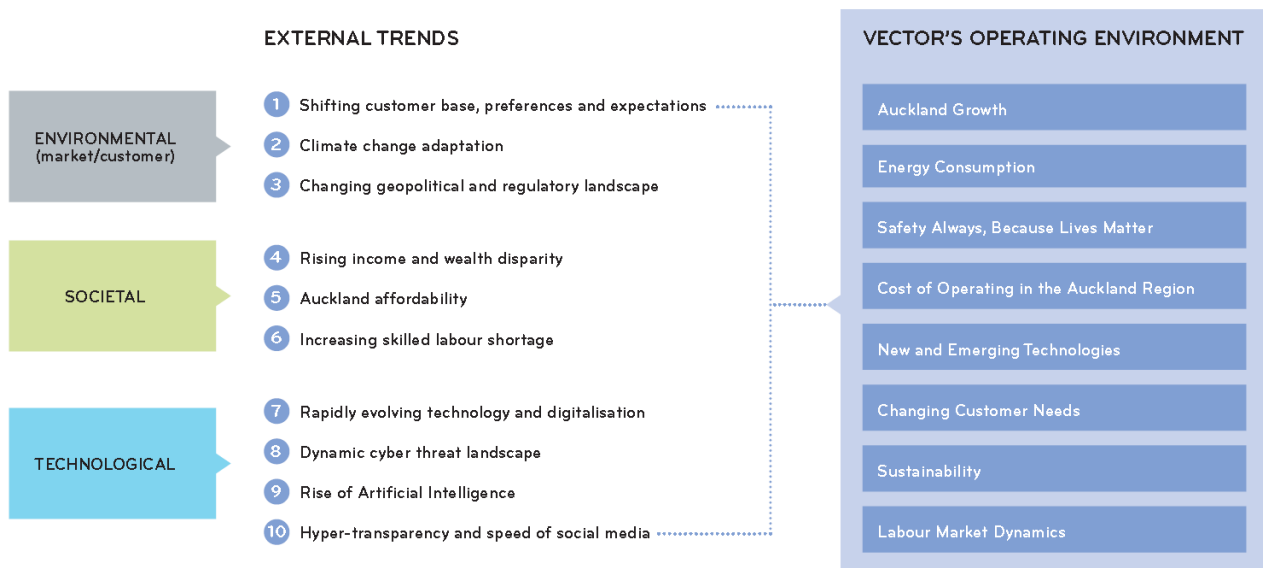 EXTERNAL TRENDS
ENVIRONMENTAL
(market/customer)
1 Shifting customer base, preferences and expectations
2 Climate change adaptation
3 Changing geopolitical and regulatory landscape
SOCIETAL
4 Rising income and wealth disparity
5 Auckland affordability
6 Increasing skilled labour shortage
TECHNOLOGICAL
7 Rapidly evolving technology and digitalisation
8 Dynamic cyber threat landscape
9 Rise of Artificial Intelligence
10 Hyper-transparency and speed of social media
VECTOR'S OPERATING ENVIRONMENT
Auckland Growth
Energy Consumption
Safety Always, Because Lives Matter
Cost of Operating in the Auckland Region
New and Emerging Technologies
Changing Customer Needs
Sustainability
Labour Market Dynamics